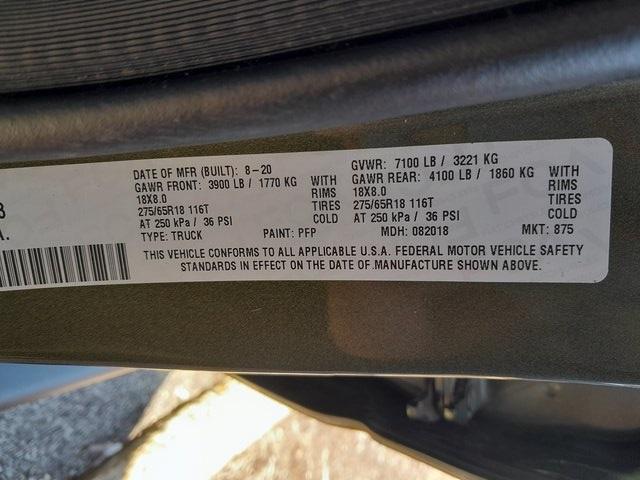 DATE OF MFR (BUILT): 8-20
GVWR: 7100 LB / 3221 KG
GAWR FRONT: 3900 LB / 1770 KG WITH
GAWR REAR: 4100 LB / 1860 KG WITH
18X8.0 RIMS
18X8.0 RIMS
275/65R18 116T TIRES
275/65R18 116T TIRES
AT 250 kPa / 36 PSI COLD
AT 250 kPa / 36 PSI COLD
TYPE: TRUCK PAINT: PFP MDH: 082018 MKT: 875
THIS VEHICLE CONFORMS TO ALL APPLICABLE U.S.A. FEDERAL MOTOR VEHICLE SAFETY
STANDARDS IN EFFECT ON THE DATE OF MANUFACTURE SHOWN ABOVE.